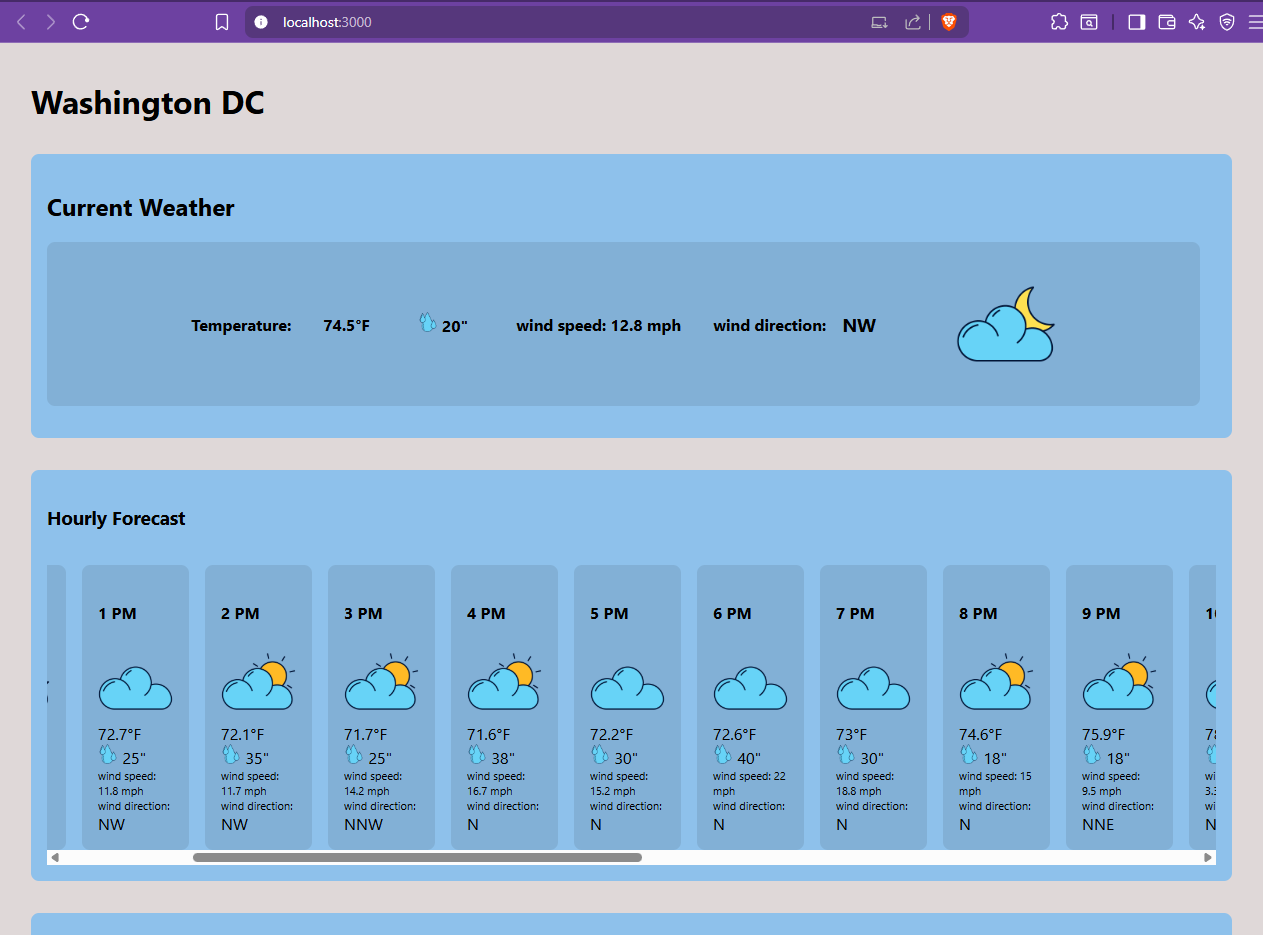 localhost:3000
Washington DC
Current Weather
Temperature: 74.5°F 20" wind speed: 12.8 mph wind direction: NW
Hourly Forecast
1 PM
72.7°F
25"
wind speed:
11.8 mph
wind direction:
NW
2 PM
72.1°F
35"
wind speed:
11.7 mph
wind direction:
NW
3 PM
71.7°F
25"
wind speed:
14.2 mph
wind direction:
NNW
4 PM
71.6°F
38"
wind speed:
16.7 mph
wind direction:
N
5 PM
72.2°F
30"
wind speed:
15.2 mph
wind direction:
N
6 PM
72.6°F
40"
wind speed: 22
mph
wind direction:
N
7 PM
73°F
30"
wind speed:
18.8 mph
wind direction:
N
8 PM
74.6°F
18"
wind speed: 15
mph
wind direction:
N
9 PM
75.9°F
18"
wind speed:
9.5 mph
wind direction:
NNE